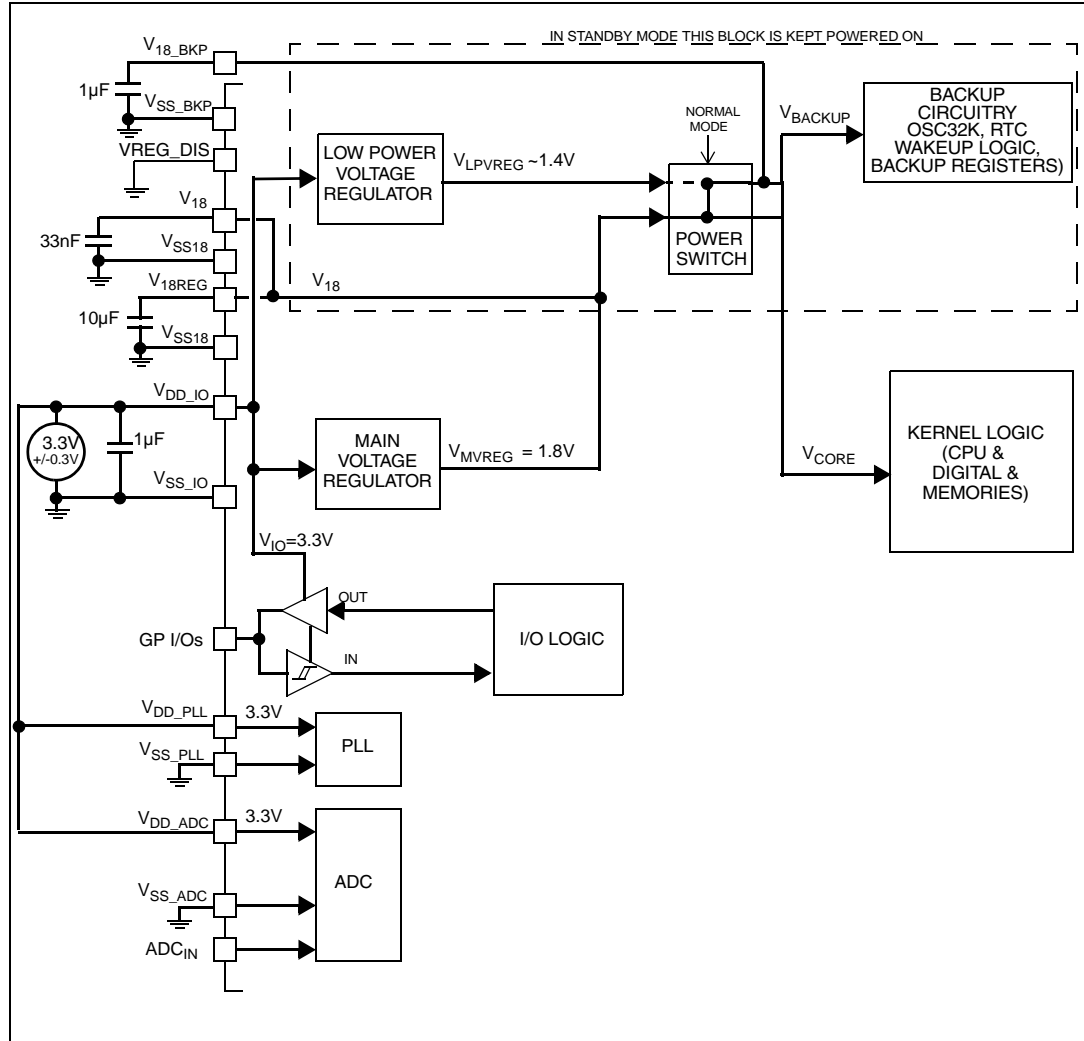 IN STANDBY MODE THIS BLOCK IS KEPT POWERED ON
V18_BKP
1µF
VSS_BKP
VREG_DIS
V18
33nF
VSS18
V18REG
10µF
VSS18
LOW POWER
VOLTAGE
REGULATOR
VLPVREG ~1.4V
NORMAL
MODE
POWER
SWITCH
VBACKUP
BACKUP
CIRCUITRY
OSC32K, RTC
WAKEUP LOGIC,
BACKUP REGISTERS)
V18
VDD_IO
3.3V
+/-0.3V
1µF
VSS_IO
MAIN
VOLTAGE
REGULATOR
VMVREG = 1.8V
VCORE
KERNEL LOGIC
(CPU &
DIGITAL &
MEMORIES)
VIO=3.3V
OUT
GP I/Os
IN
I/O LOGIC
VDD_PLL
3.3V
VSS_PLL
PLL
VDD_ADC
3.3V
VSS_ADC
ADC
ADCIN